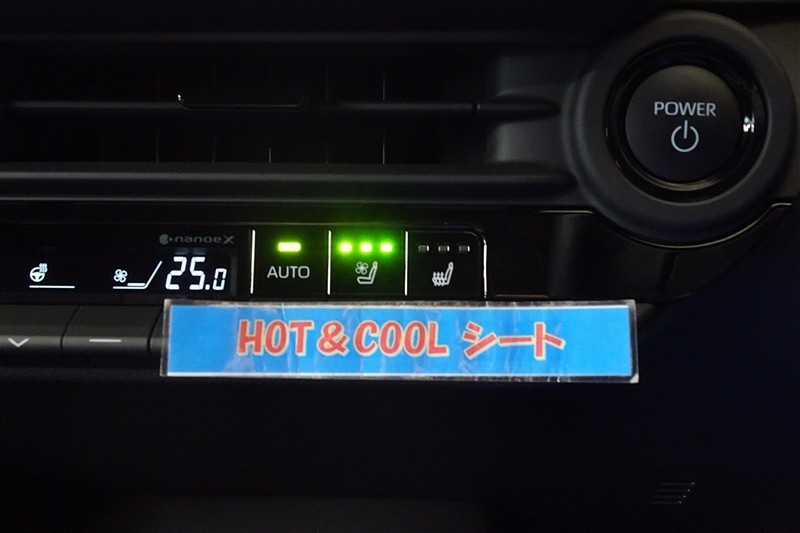 POWER
nanoeX
25.0
AUTO
HOT&COOL シート